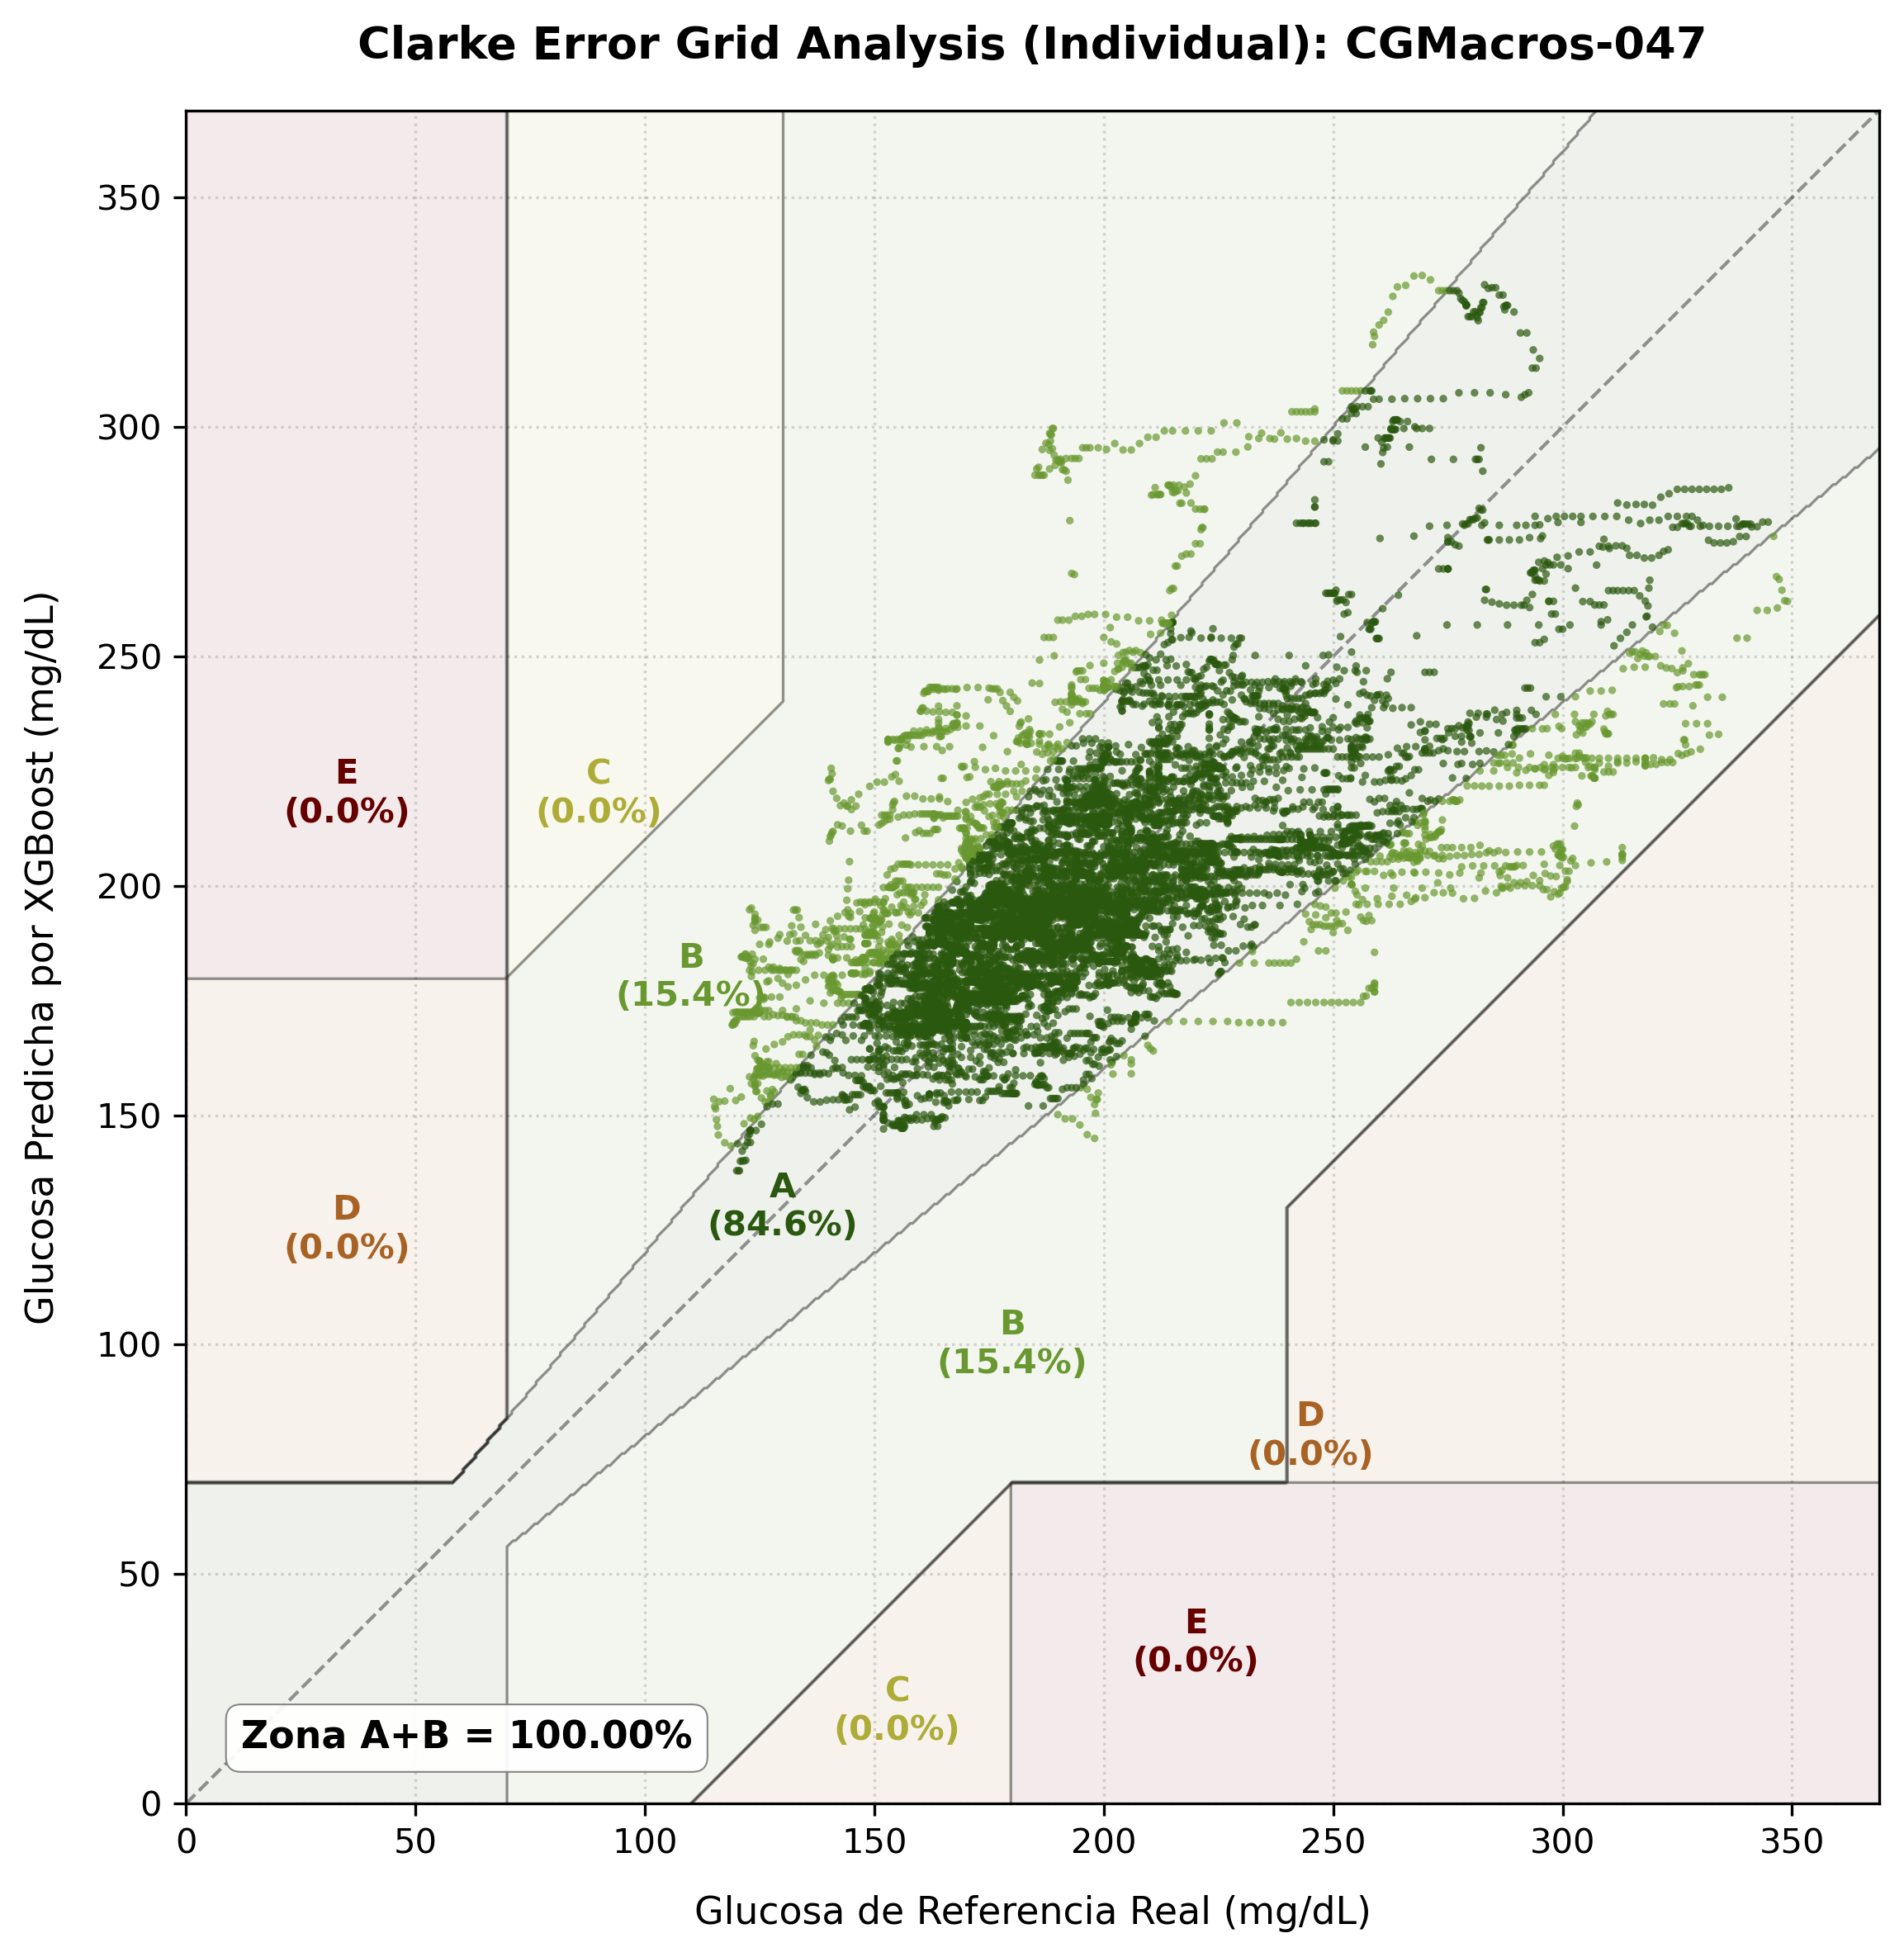 Clarke Error Grid Analysis (Individual): CGMacros-047
Glucosa Predicha por XGBoost (mg/dL)
350
300
250
200
150
100
50
0
E
(0.0%)
C
(0.0%)
B
(15.4%)
D
(0.0%)
A
(84.6%)
B
(15.4%)
D
(0.0%)
E
(0.0%)
C
(0.0%)
Zona A+B = 100.00%
0 50 100 150 200 250 300 350
Glucosa de Referencia Real (mg/dL)